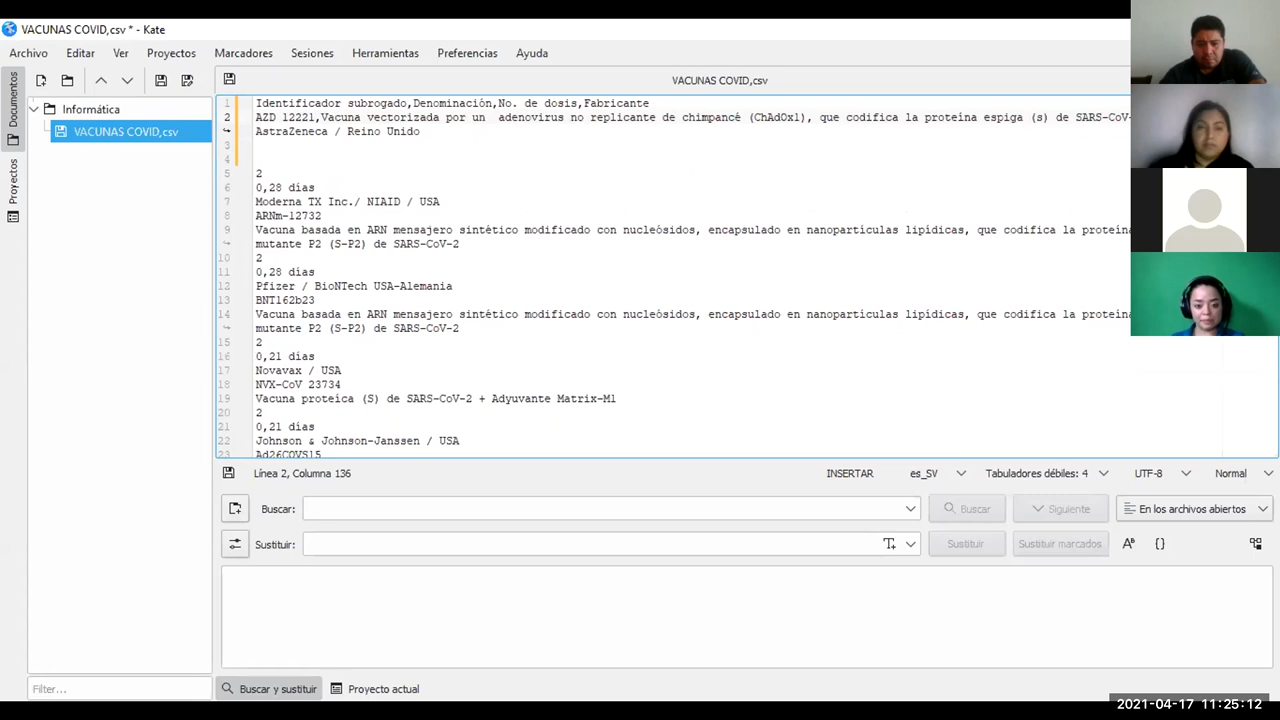 VACUNAS COVID,csv * - Kate
Archivo Editar Ver Proyectos Marcadores Sesiones Herramientas Preferencias Ayuda
VACUNAS COVID,csv
Documentos
Proyectos
Informática
VACUNAS COVID,csv
1 Identificador subrogado,Denominación,No. de dosis,Fabricante
2 AZD 12221,Vacuna vectorizada por un  adenovirus no replicante de chimpancé (ChAdOx1), que codifica la proteína espiga (s) de SARS-CoV-
AstraZeneca / Reino Unido
3
4
5 2
6 0,28 días
7 Moderna TX Inc./ NIAID / USA
8 ARNm-12732
9 Vacuna basada en ARN mensajero sintético modificado con nucleósidos, encapsulado en nanoparticulas lipídicas, que codifica la proteína
mutante P2 (S-P2) de SARS-CoV-2
10 2
11 0,28 días
12 Pfizer / BioNTech USA-Alemania
13 BNT162b23
14 Vacuna basada en ARN mensajero sintético modificado con nucleósidos, encapsulado en nanoparticulas lipídicas, que codifica la proteína
mutante P2 (S-P2) de SARS-CoV-2
15 2
16 0,21 días
17 Novavax / USA
18 NVX-CoV 23734
19 Vacuna proteíca (S) de SARS-CoV-2 + Adyuvante Matrix-M1
20 2
21 0,21 días
22 Johnson & Johnson-Janssen / USA
23 Ad26COVS15
Línea 2, Columna 136 INSERTAR es_SV Tabuladores débiles: 4 UTF-8 Normal
Buscar: Buscar Siguiente En los archivos abiertos
Sustituir: Sustituir Sustituir marcados
Filter... Buscar y sustituir Proyecto actual
2021-04-17 11:25:12